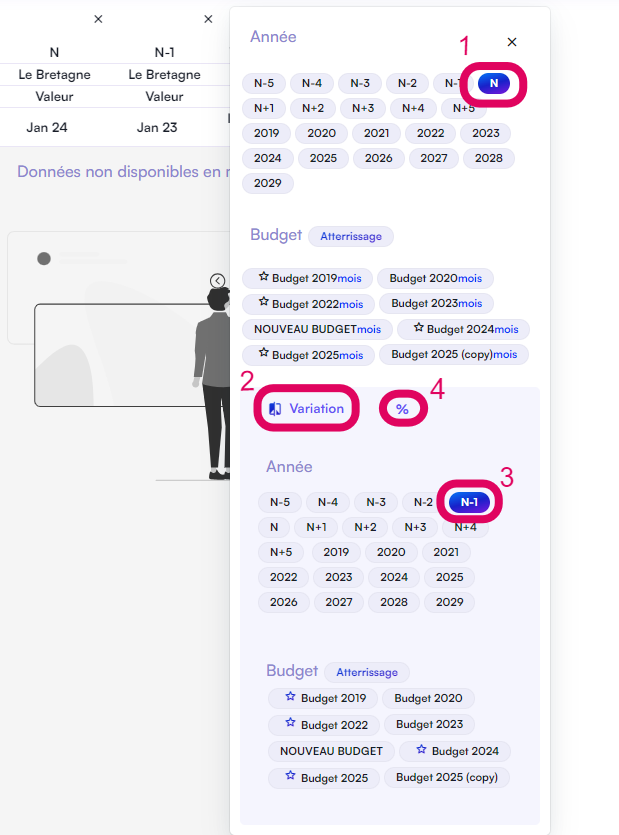 N N-1
Le Bretagne Le Bretagne
Valeur Valeur
Jan 24 Jan 23
Données non disponibles en
1
Année
N-5 N-4 N-3 N-2 N-1 N
N+1 N+2 N+3 N+4 N+5
2019 2020 2021 2022 2023
2024 2025 2026 2027 2028
2029
Budget Atterrissage
Budget 2019mois Budget 2020mois
Budget 2022mois Budget 2023mois
NOUVEAU BUDGETmois Budget 2024mois
Budget 2025mois Budget 2025 (copy)mois
2 Variation % 4
Année
3
N-5 N-4 N-3 N-2 N-1
N N+1 N+2 N+3 N+4
N+5 2019 2020 2021
2022 2023 2024 2025
2026 2027 2028 2029
Budget Atterrissage
Budget 2019 Budget 2020
Budget 2022 Budget 2023
NOUVEAU BUDGET Budget 2024
Budget 2025 Budget 2025 (copy)